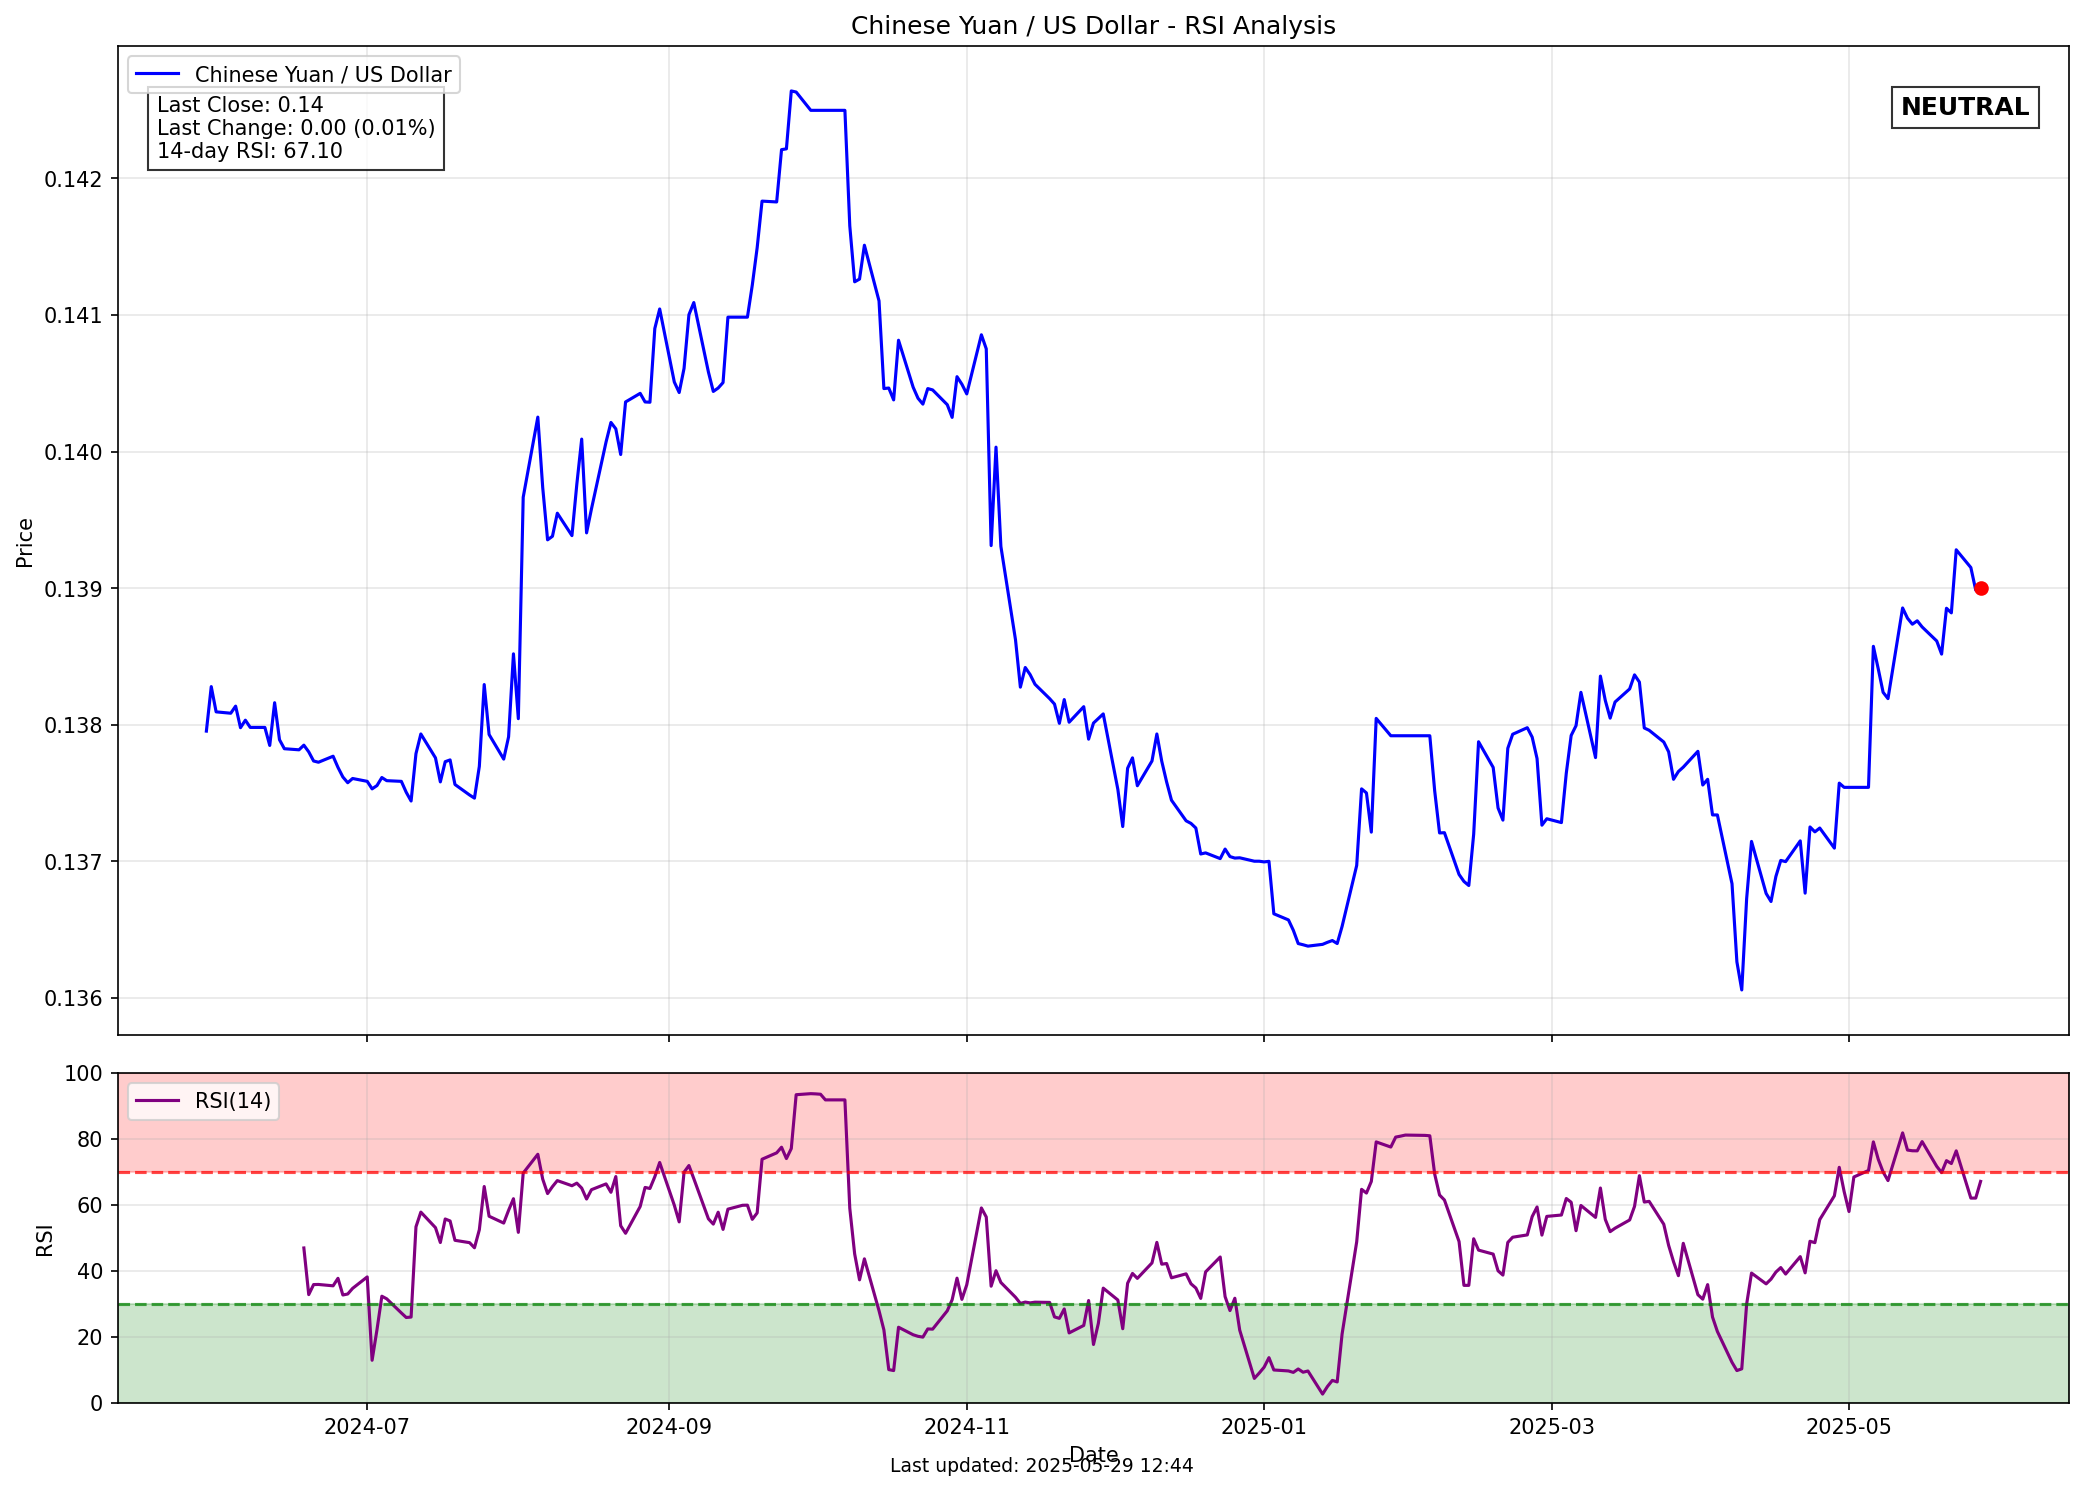 Chinese Yuan / US Dollar - RSI Analysis
Chinese Yuan / US Dollar
Last Close: 0.14
Last Change: 0.00 (0.01%)
14-day RSI: 67.10
NEUTRAL
0.142
0.141
0.140
0.139
0.138
0.137
0.136
Price
RSI(14)
100
80
60
40
20
0
RSI
2024-07
2024-09
2024-11
2025-01
2025-03
2025-05
Date
Last updated: 2025-05-29 12:44